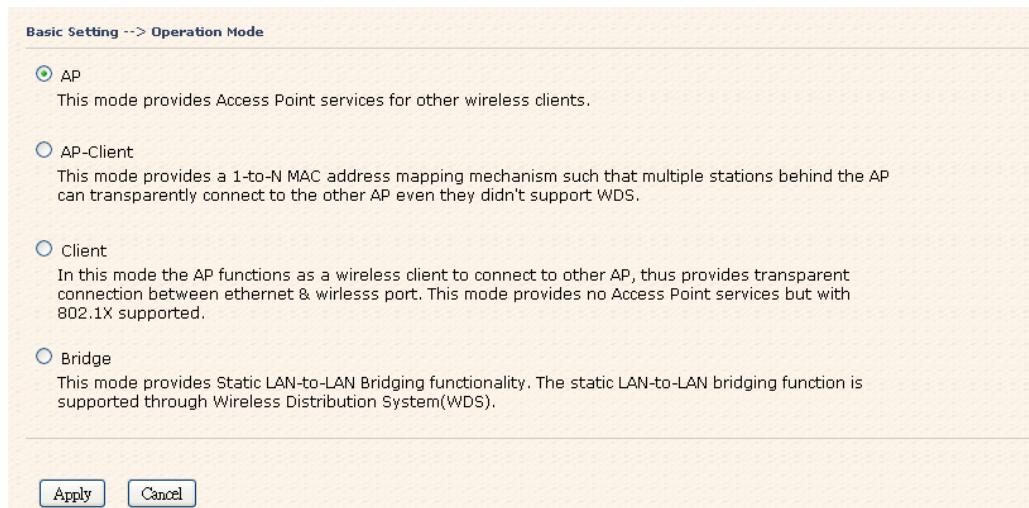 Basic Setting --> Operation Mode
AP
This mode provides Access Point services for other wireless clients.
AP-Client
This mode provides a 1-to-N MAC address mapping mechanism such that multiple stations behind the AP
can transparently connect to the other AP even they didn't support WDS.
Client
In this mode the AP functions as a wireless client to connect to other AP, thus provides transparent
connection between ethernet & wirlesss port. This mode provides no Access Point services but with
802.1X supported.
Bridge
This mode provides Static LAN-to-LAN Bridging functionality. The static LAN-to-LAN bridging function is
supported through Wireless Distribution System(WDS).
Apply Cancel